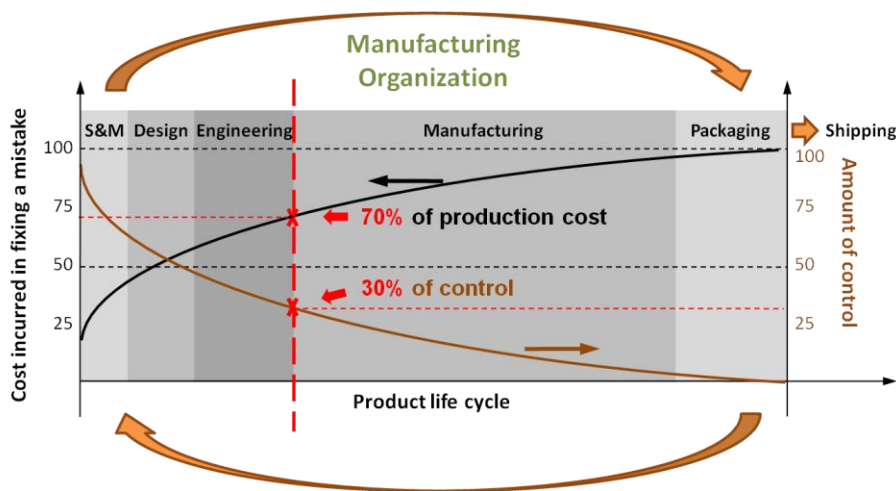 Manufacturing
Organization
S&M Design Engineering Manufacturing Packaging Shipping
Cost incurred in fixing a mistake
100
75
50
25
70% of production cost
30% of control
100
75
50
25
Amount of control
Product life cycle